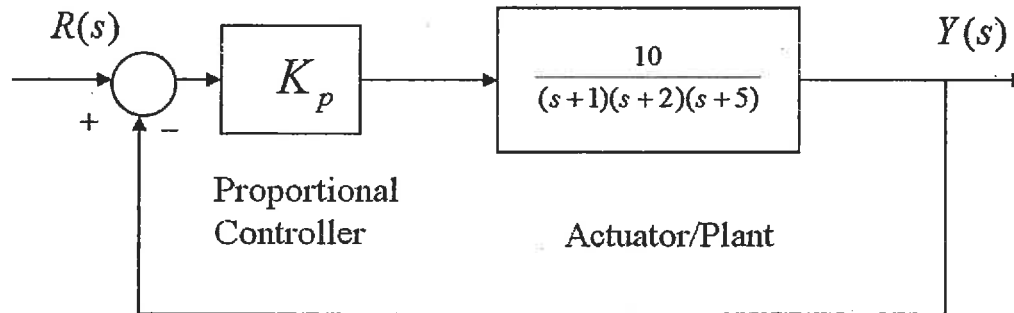 R(s)
Y(s)
K_p
10
(s+1)(s+2)(s+5)
+
−
Proportional
Controller
Actuator/Plant